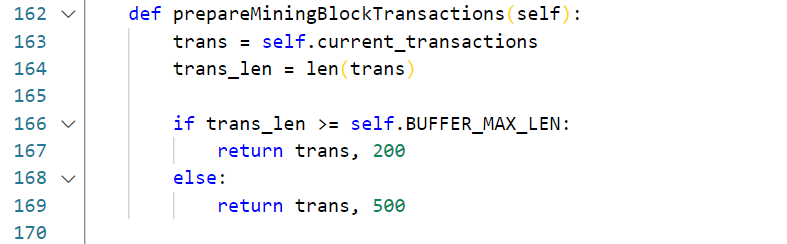 162 def prepareMiningBlockTransactions(self):
163 trans = self.current_transactions
164 trans_len = len(trans)
165
166 if trans_len >= self.BUFFER_MAX_LEN:
167 return trans, 200
168 else:
169 return trans, 500
170